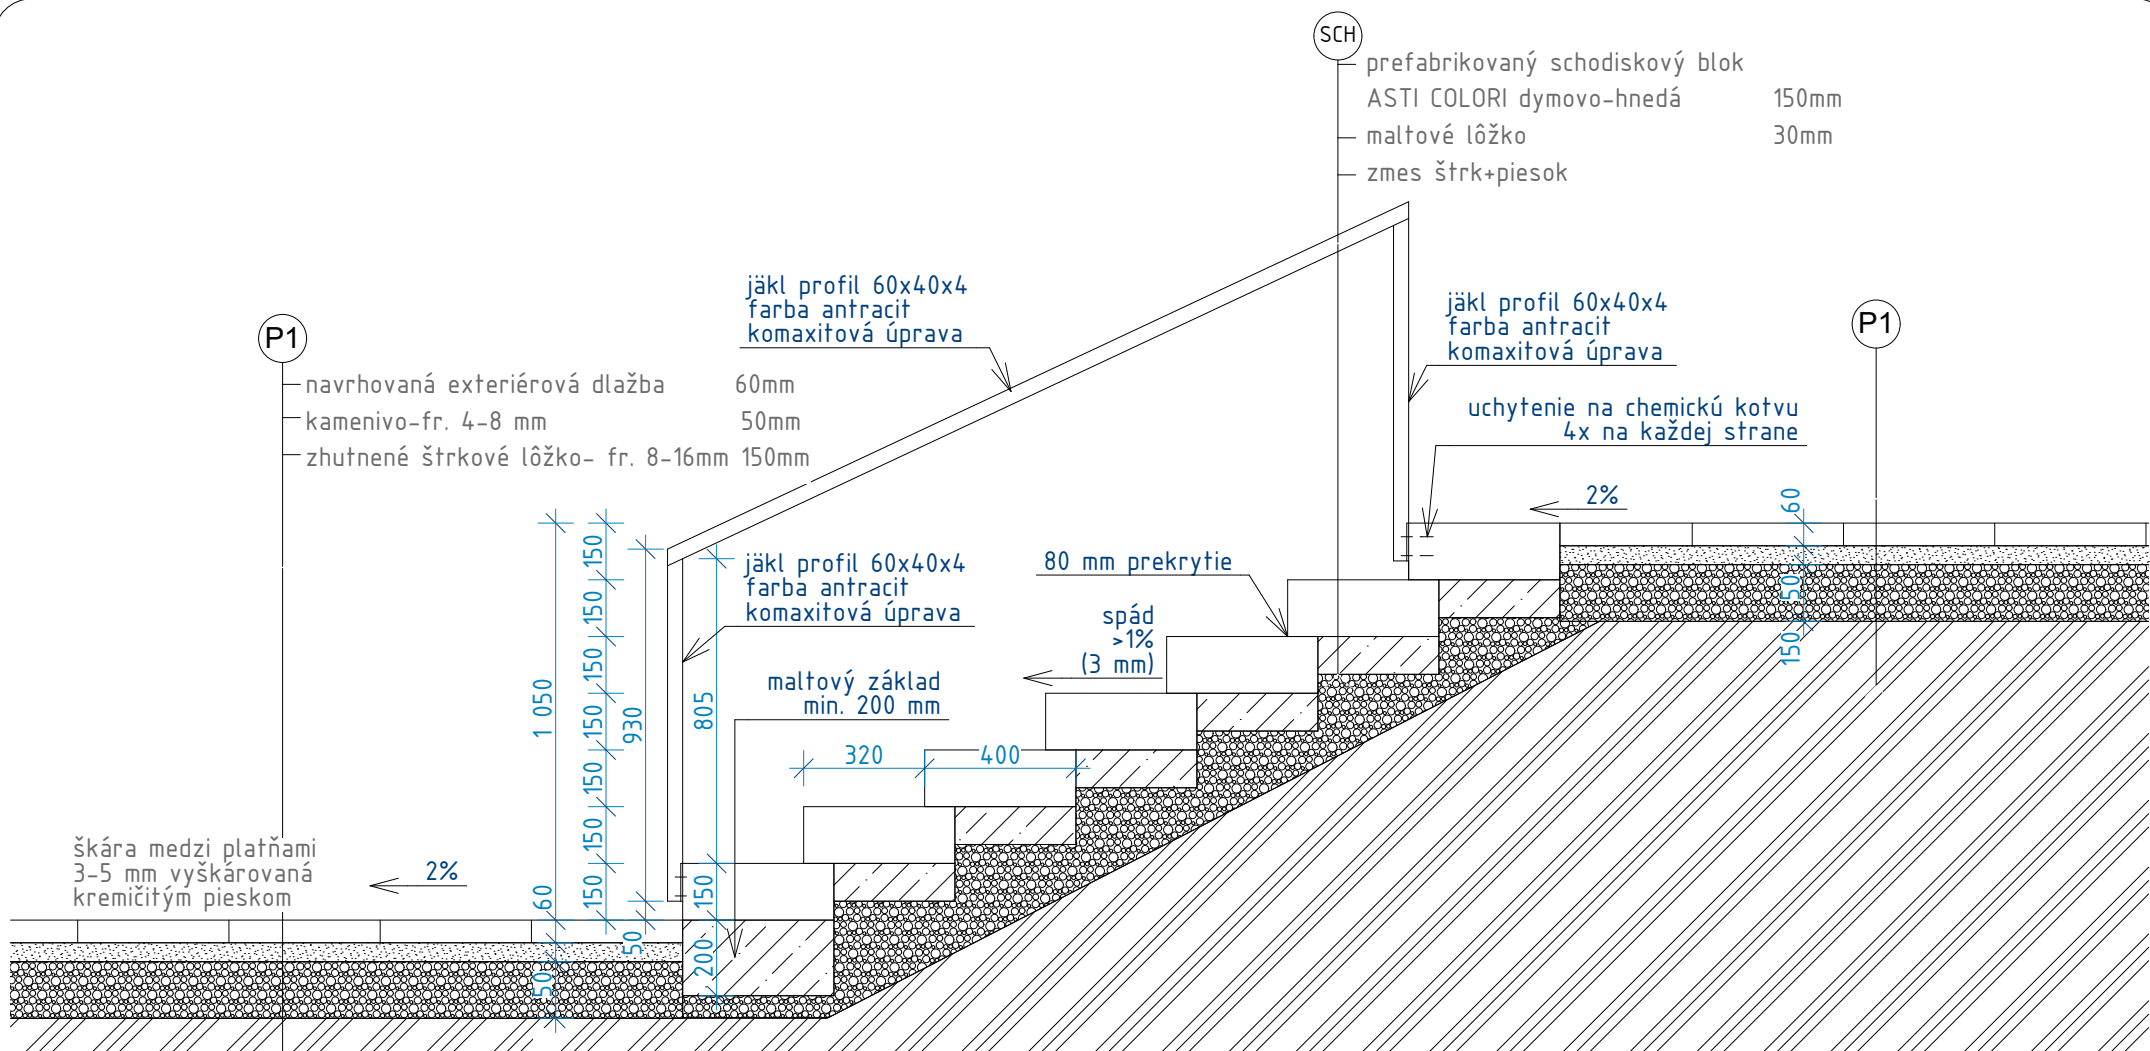 SCH
prefabrikovaný schodiskový blok
ASTI COLORI dymovo-hnedá 150mm
maltové lôžko 30mm
zmes štrk+piesok
jäkl profil 60x40x4
farba antracit
komaxitová úprava
jäkl profil 60x40x4
farba antracit
komaxitová úprava
P1
P1
navrhovaná exteriérová dlažba 60mm
kamenivo-fr. 4-8 mm 50mm
zhutnené štrkové lôžko- fr. 8-16mm 150mm
uchytenie na chemickú kotvu
4x na každej strane
2%
60
50
150
jäkl profil 60x40x4
farba antracit
komaxitová úprava
80 mm prekrytie
spád
>1%
(3 mm)
maltový základ
min. 200 mm
1 050
150
150
150
150
150
150
150
930
805
320
400
škára medzi platňami
3-5 mm vyškárovaná
kremičitým pieskom
2%
60
50
50
150
200